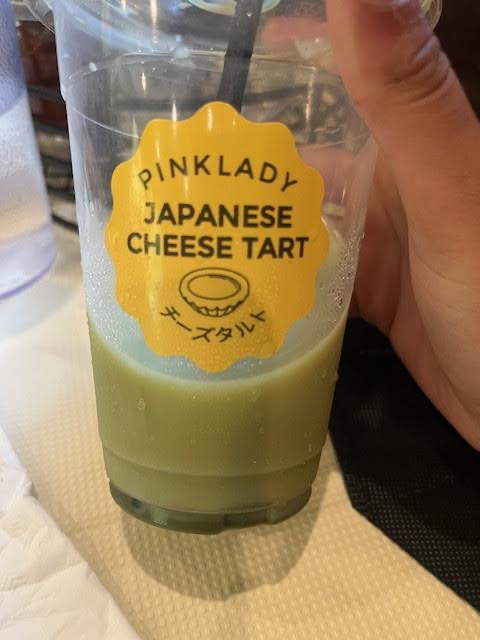 PINKLADY
JAPANESE
CHEESE TART
チーズタルト